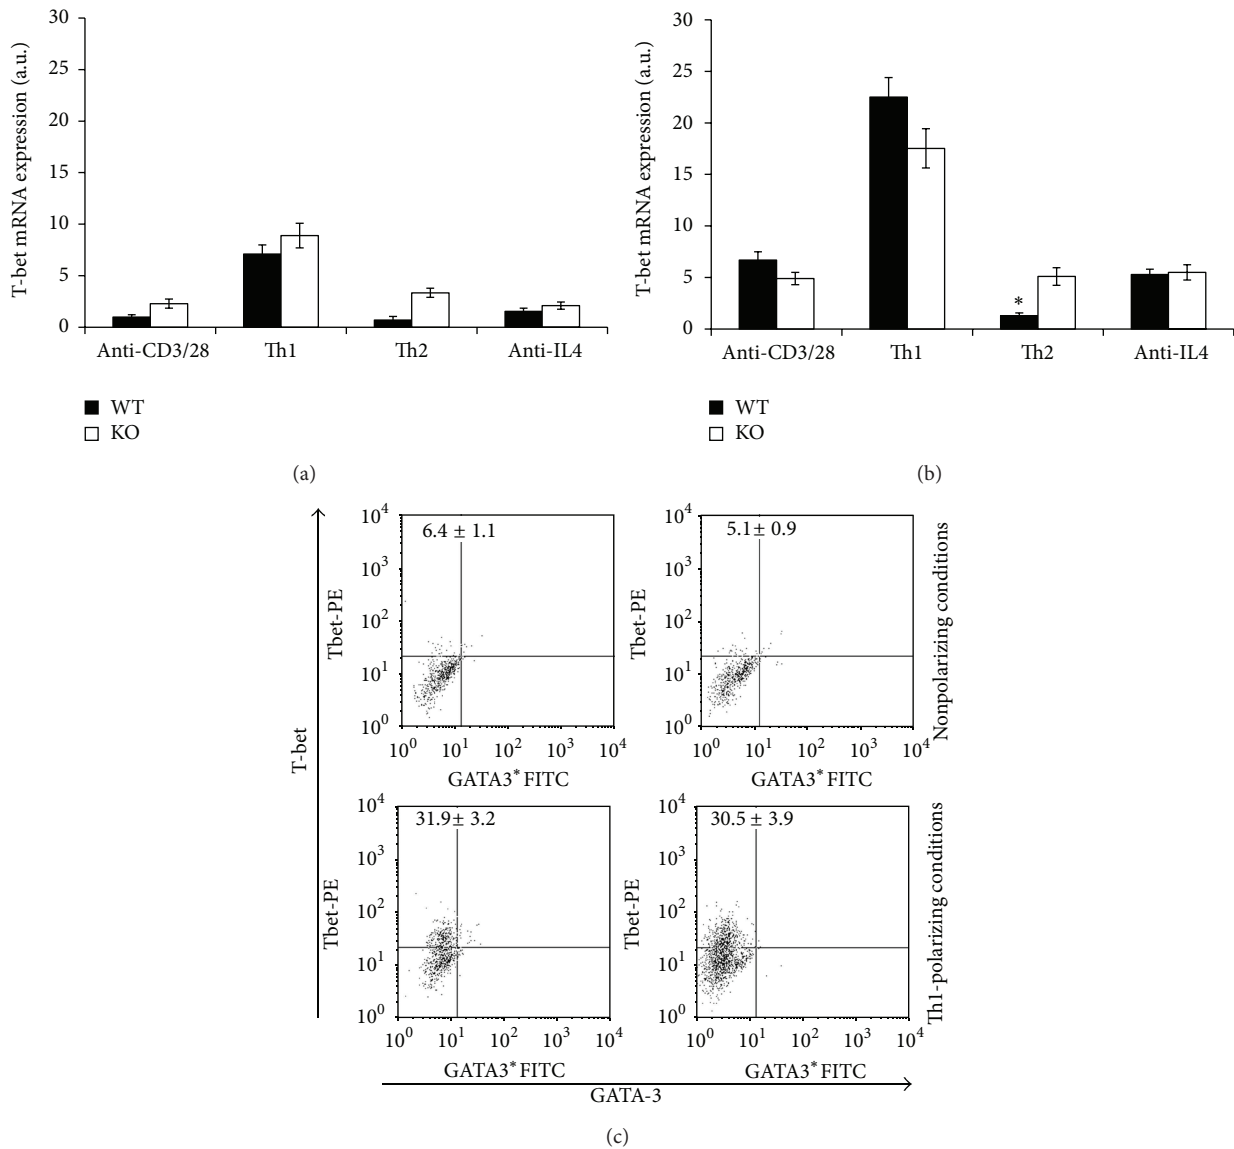 T-bet mRNA expression (a.u.)
30
25
20
15
10
5
0
Anti-CD3/28 Th1 Th2 Anti-IL4
WT
KO
(a)
T-bet mRNA expression (a.u.)
30
25
20
15
10
5
0
*
Anti-CD3/28 Th1 Th2 Anti-IL4
WT
KO
(b)
T-bet
Tbet-PE
10^4
10^3
10^2
10^1
10^0
6.4 ± 1.1
10^0 10^1 10^2 10^3 10^4
GATA3* FITC
Tbet-PE
10^4
10^3
10^2
10^1
10^0
5.1 ± 0.9
10^0 10^1 10^2 10^3 10^4
GATA3* FITC
Nonpolarizing conditions
Tbet-PE
10^4
10^3
10^2
10^1
10^0
31.9 ± 3.2
10^0 10^1 10^2 10^3 10^4
GATA3* FITC
Tbet-PE
10^4
10^3
10^2
10^1
10^0
30.5 ± 3.9
10^0 10^1 10^2 10^3 10^4
GATA3* FITC
Th1-polarizing conditions
GATA-3
(c)